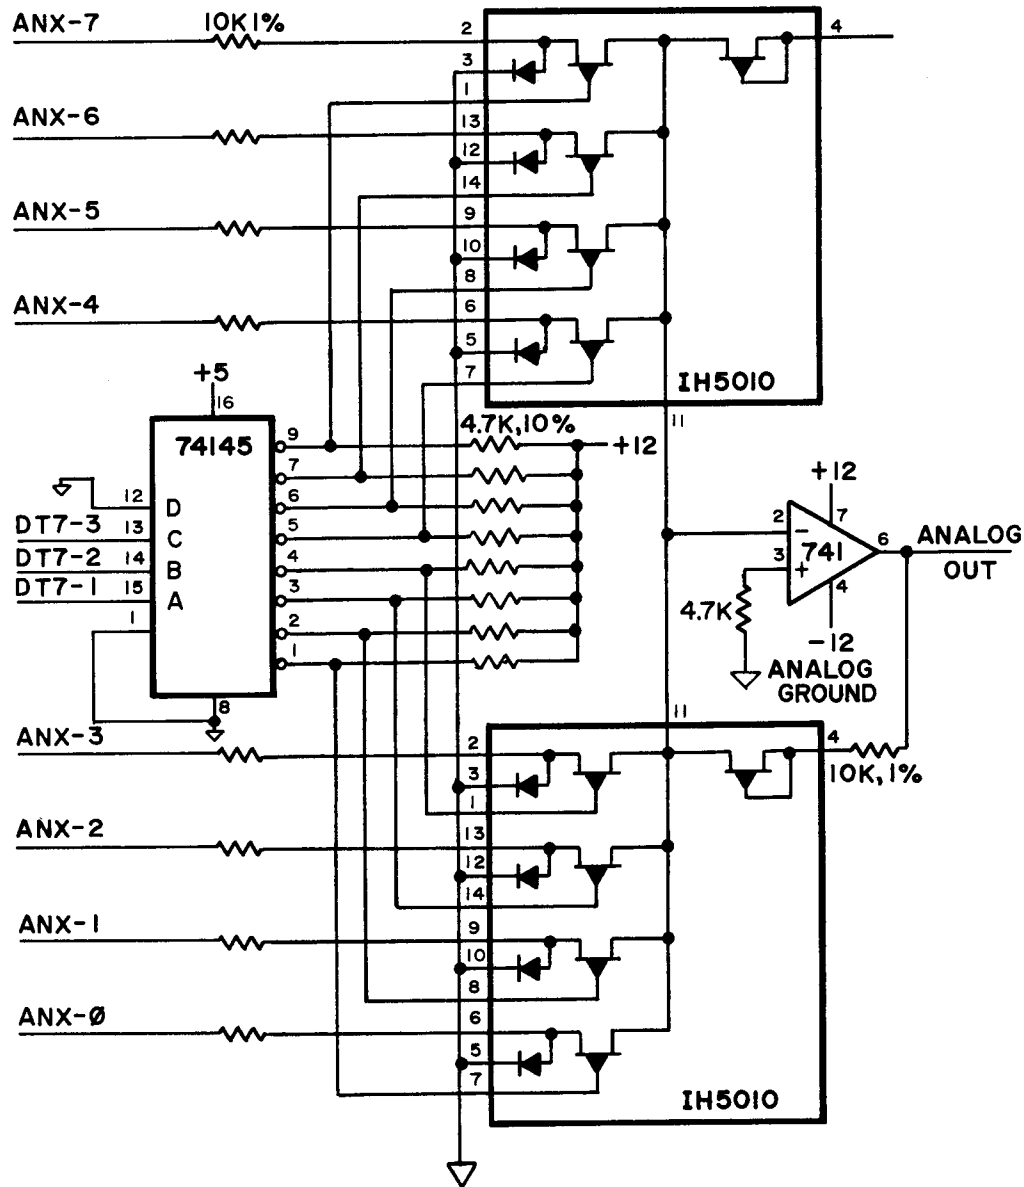 ANX-7
10K 1%
2
3
1
4
ANX-6
13
12
14
ANX-5
9
10
8
ANX-4
6
5
7
IH5010
11
+5
16
74145
4.7K, 10%
+12
9
7
6
5
4
3
2
1
12
D
DT7-3
13
C
DT7-2
14
B
DT7-1
15
A
1
8
+12
7
2
−
741
3
+
6
4
ANALOG
OUT
4.7K
-12
ANALOG
GROUND
11
ANX-3
2
3
1
4
10K, 1%
ANX-2
13
12
14
ANX-1
9
10
8
ANX-Ø
6
5
7
IH5010